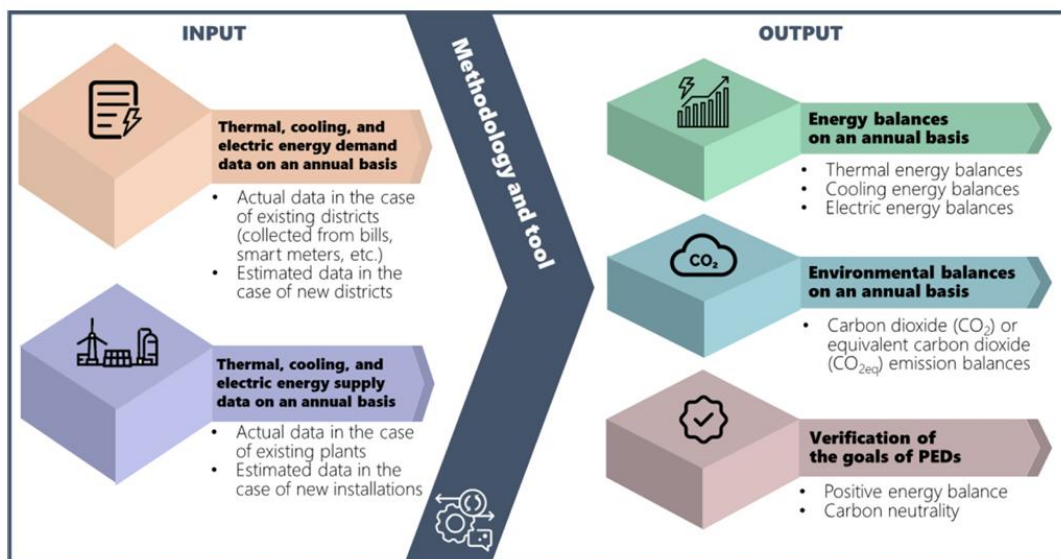 INPUT
Thermal, cooling, and
electric energy demand
data on an annual basis
• Actual data in the case
of existing districts
(collected from bills,
smart meters, etc.)
• Estimated data in the
case of new districts
Thermal, cooling, and
electric energy supply
data on an annual basis
• Actual data in the case
of existing plants
• Estimated data in the
case of new installations
Methodology and tool
OUTPUT
Energy balances
on an annual basis
• Thermal energy balances
• Cooling energy balances
• Electric energy balances
CO₂
Environmental balances
on an annual basis
• Carbon dioxide (CO₂) or
equivalent carbon dioxide
(CO₂eq) emission balances
Verification of
the goals of PEDs
• Positive energy balance
• Carbon neutrality